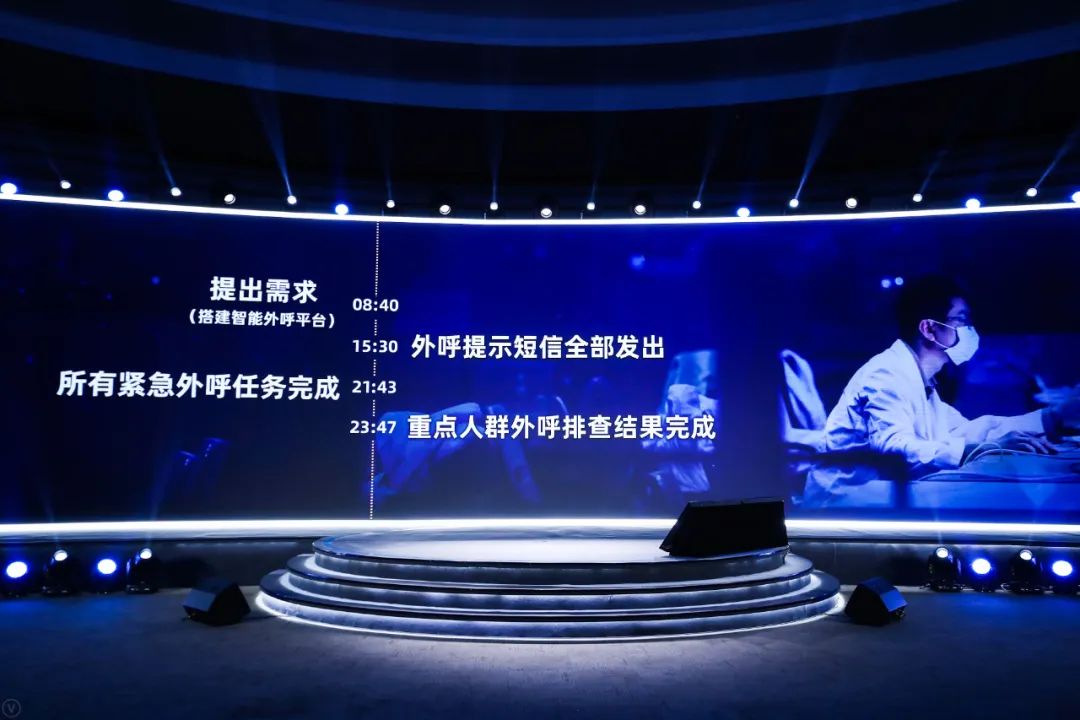 提出需求
（搭建智能外呼平台）
08:40
15:30 外呼提示短信全部发出
所有紧急外呼任务完成 21:43
23:47 重点人群外呼排查结果完成
V